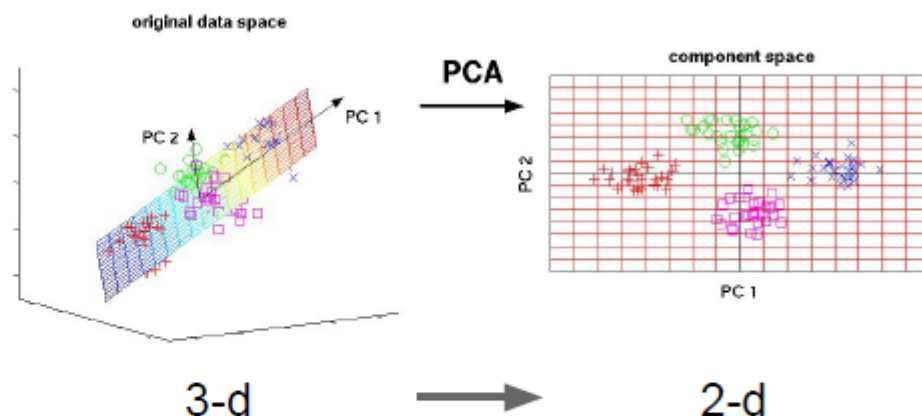 original data space
PCA
component space
PC 2
PC 1
PC 2
PC 1
3-d
2-d